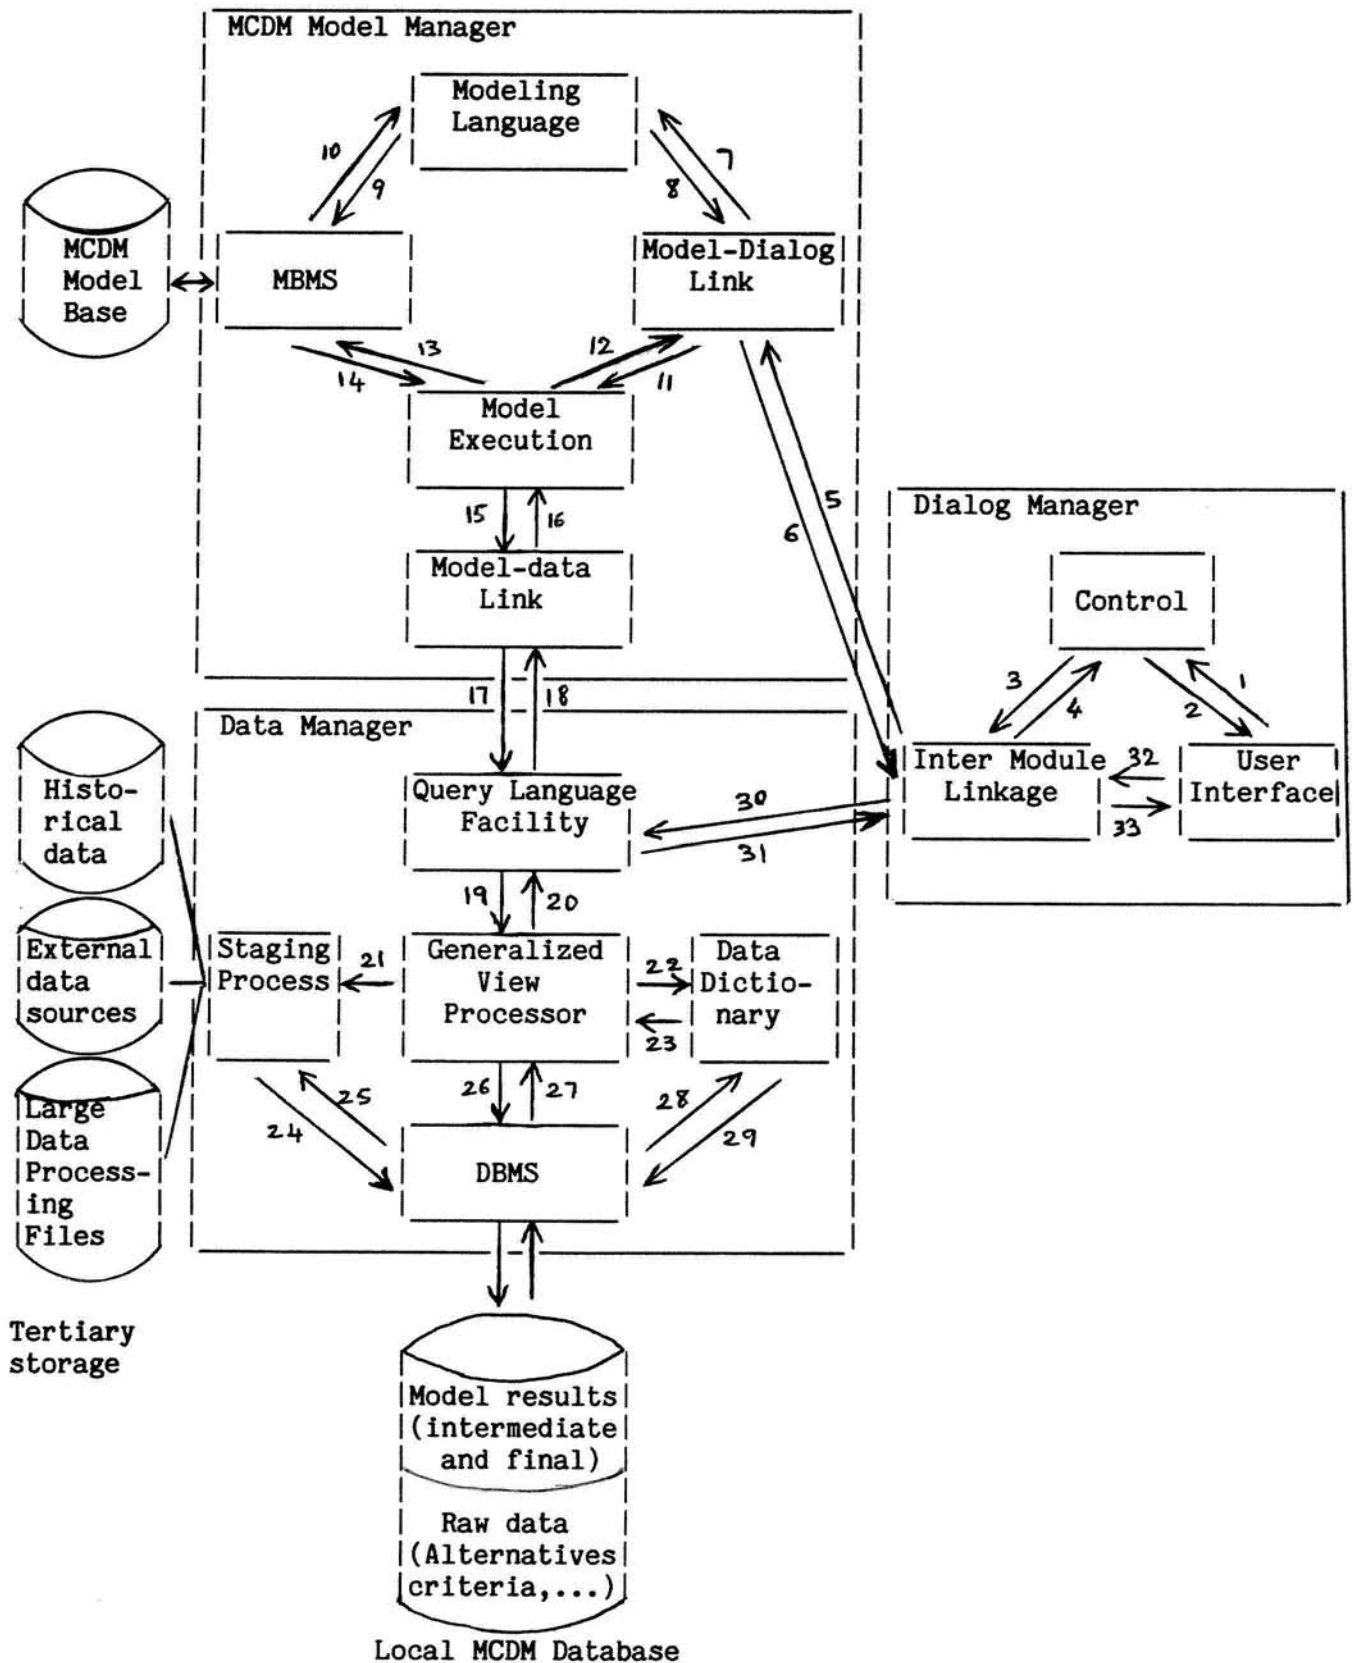 MCDM Model Manager
Modeling
Language
10
9
7
8
MCDM
Model
Base
MBMS
Model-Dialog
Link
13
14
12
11
Model
Execution
15
16
5
6
Model-data
Link
17
18
Dialog Manager
Control
3
4
1
2
Inter Module
Linkage
32
33
User
Interface
Data Manager
Histo-
rical
data
Query Language
Facility
30
31
19
20
External
data
sources
Staging
Process
21
Generalized
View
Processor
22
23
Data
Dictio-
nary
Large
Data
Process-
ing
Files
25
24
26
27
28
29
DBMS
Tertiary
storage
Model results
(intermediate
and final)
Raw data
(Alternatives
criteria,...)
Local MCDM Database